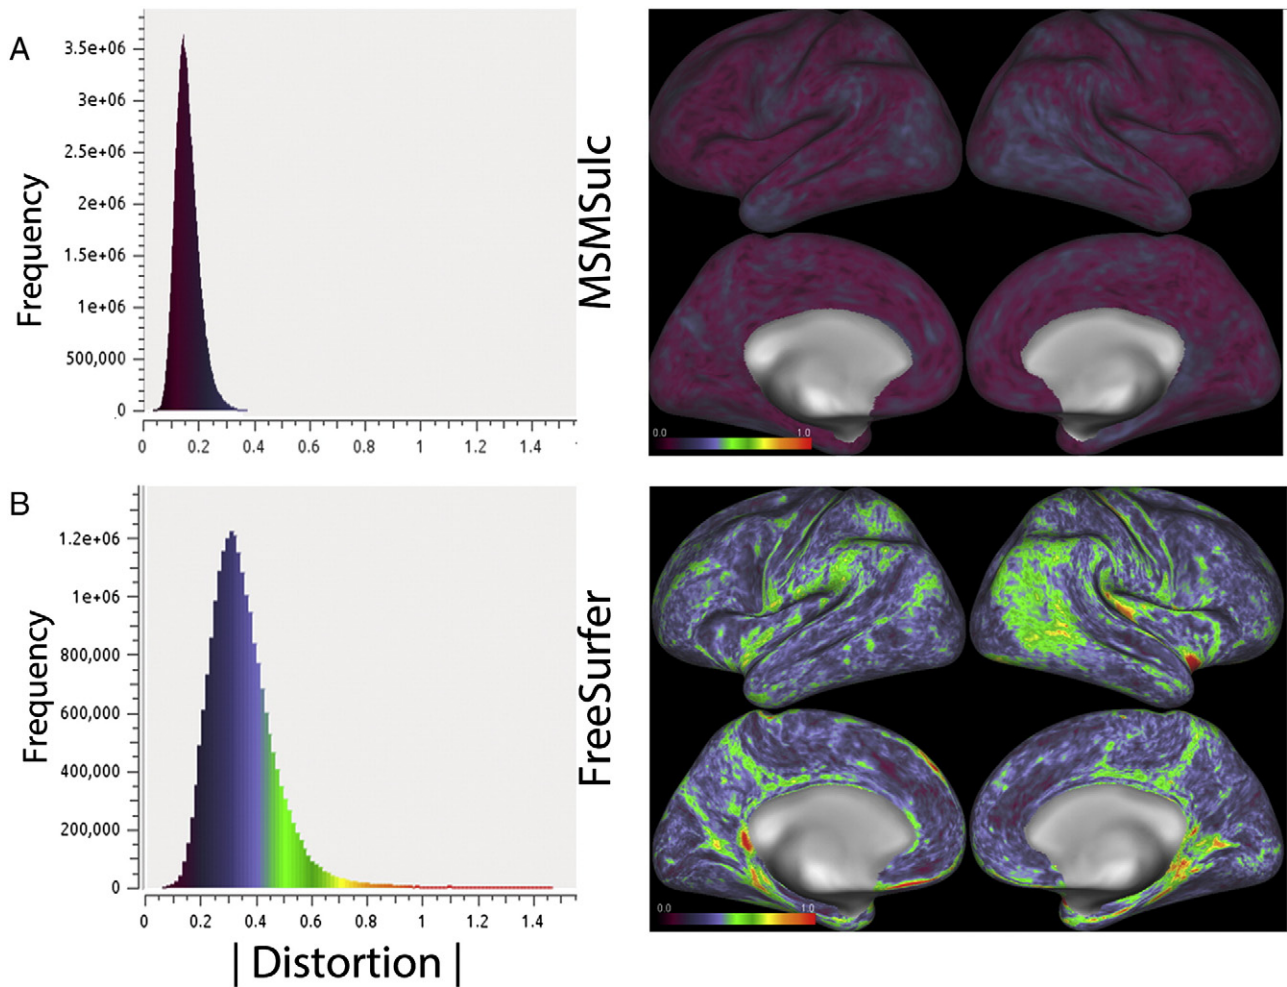 A
Frequency
3.5e+06
3e+06
2.5e+06
2e+06
1.5e+06
1e+06
500,000
0
0 0.2 0.4 0.6 0.8 1 1.2 1.4
MSMSulc
0.0 1.0
B
Frequency
1.2e+06
1e+06
800,000
600,000
400,000
200,000
0
0 0.2 0.4 0.6 0.8 1 1.2 1.4
| Distortion |
FreeSurfer
0.0 1.0